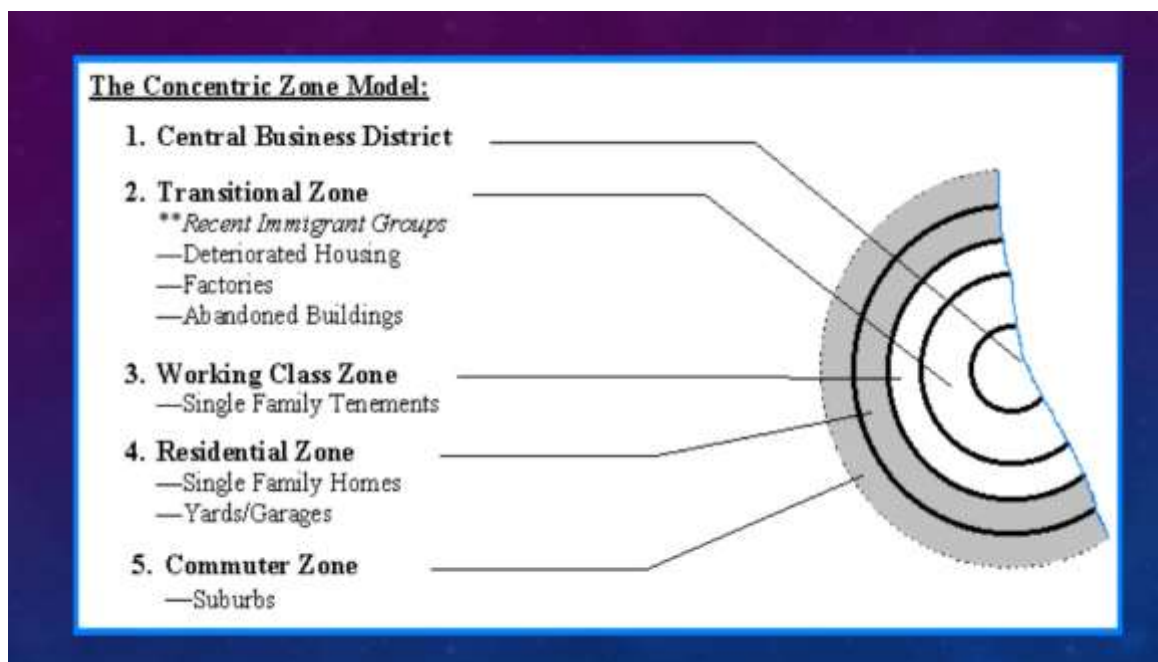 The Concentric Zone Model:
1. Central Business District
2. Transitional Zone
**Recent Immigrant Groups
—Deteriorated Housing
—Factories
—Abandoned Buildings
3. Working Class Zone
—Single Family Tenements
4. Residential Zone
—Single Family Homes
—Yards/Garages
5. Commuter Zone
—Suburbs